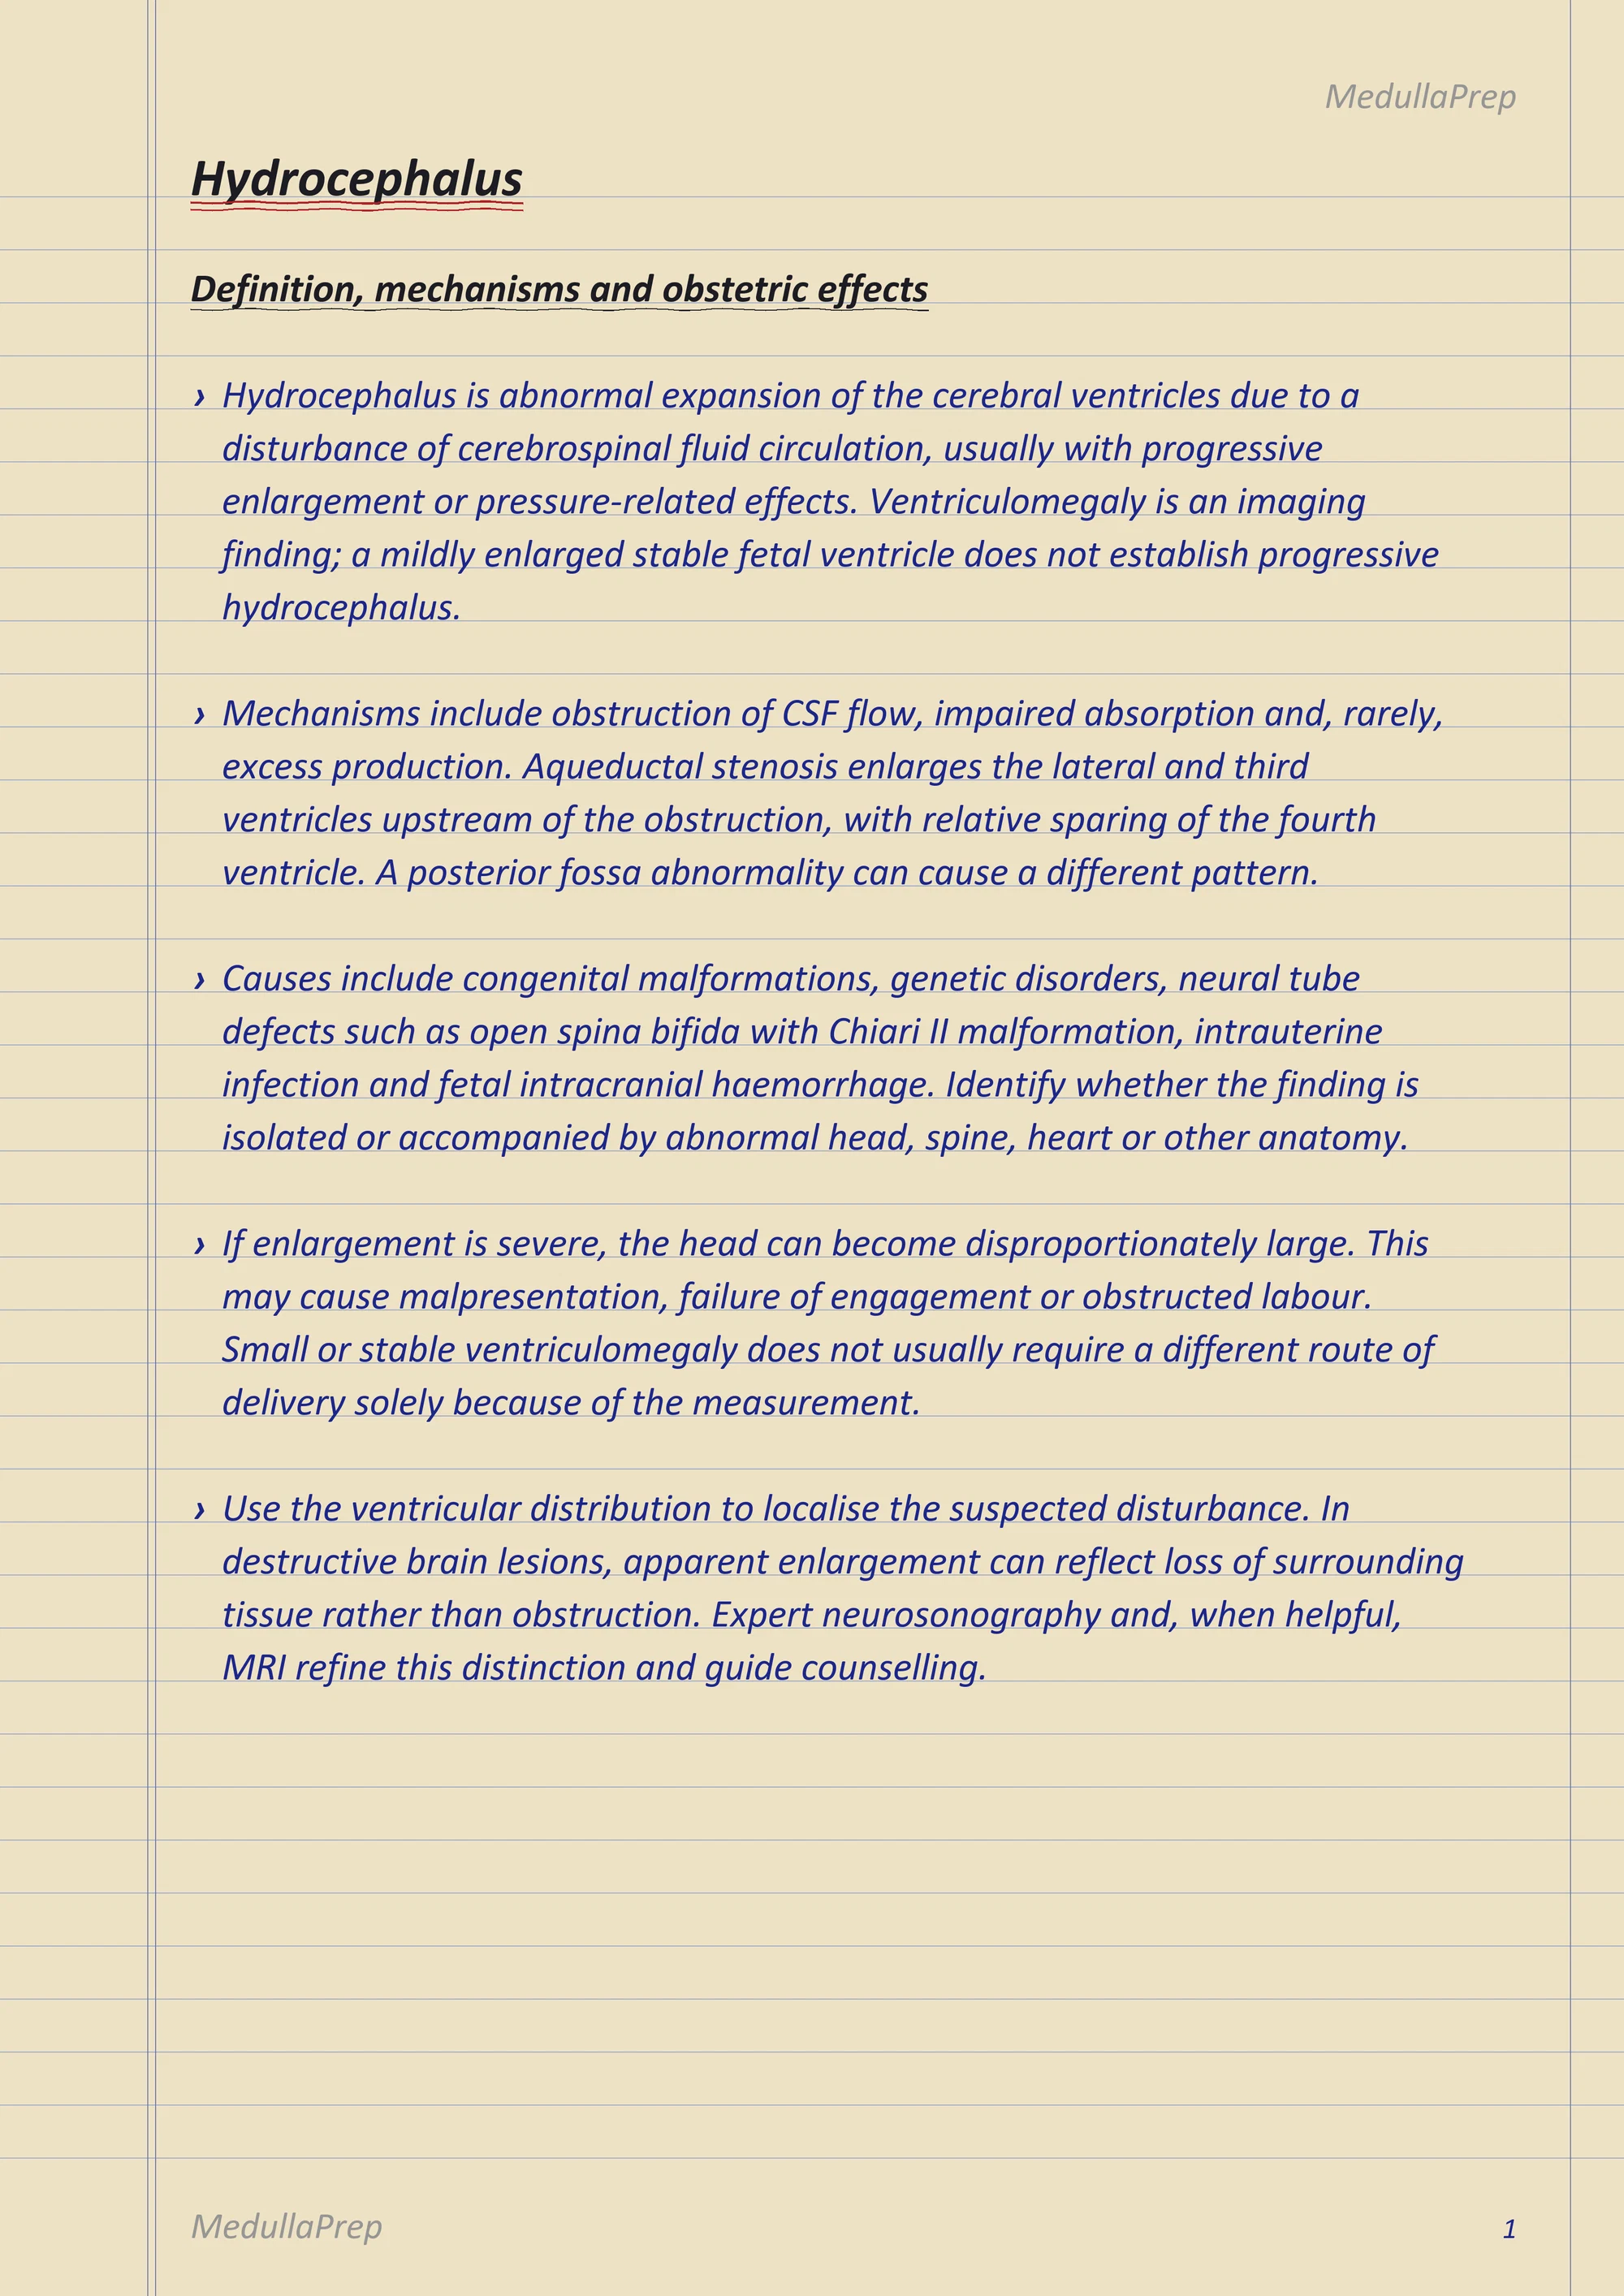 MedullaPrep
Hydrocephalus
Definition, mechanisms and obstetric effects
› Hydrocephalus is abnormal expansion of the cerebral ventricles due to a
disturbance of cerebrospinal fluid circulation, usually with progressive
enlargement or pressure-related effects. Ventriculomegaly is an imaging
finding; a mildly enlarged stable fetal ventricle does not establish progressive
hydrocephalus.
› Mechanisms include obstruction of CSF flow, impaired absorption and, rarely,
excess production. Aqueductal stenosis enlarges the lateral and third
ventricles upstream of the obstruction, with relative sparing of the fourth
ventricle. A posterior fossa abnormality can cause a different pattern.
› Causes include congenital malformations, genetic disorders, neural tube
defects such as open spina bifida with Chiari II malformation, intrauterine
infection and fetal intracranial haemorrhage. Identify whether the finding is
isolated or accompanied by abnormal head, spine, heart or other anatomy.
› If enlargement is severe, the head can become disproportionately large. This
may cause malpresentation, failure of engagement or obstructed labour.
Small or stable ventriculomegaly does not usually require a different route of
delivery solely because of the measurement.
› Use the ventricular distribution to localise the suspected disturbance. In
destructive brain lesions, apparent enlargement can reflect loss of surrounding
tissue rather than obstruction. Expert neurosonography and, when helpful,
MRI refine this distinction and guide counselling.
MedullaPrep
1